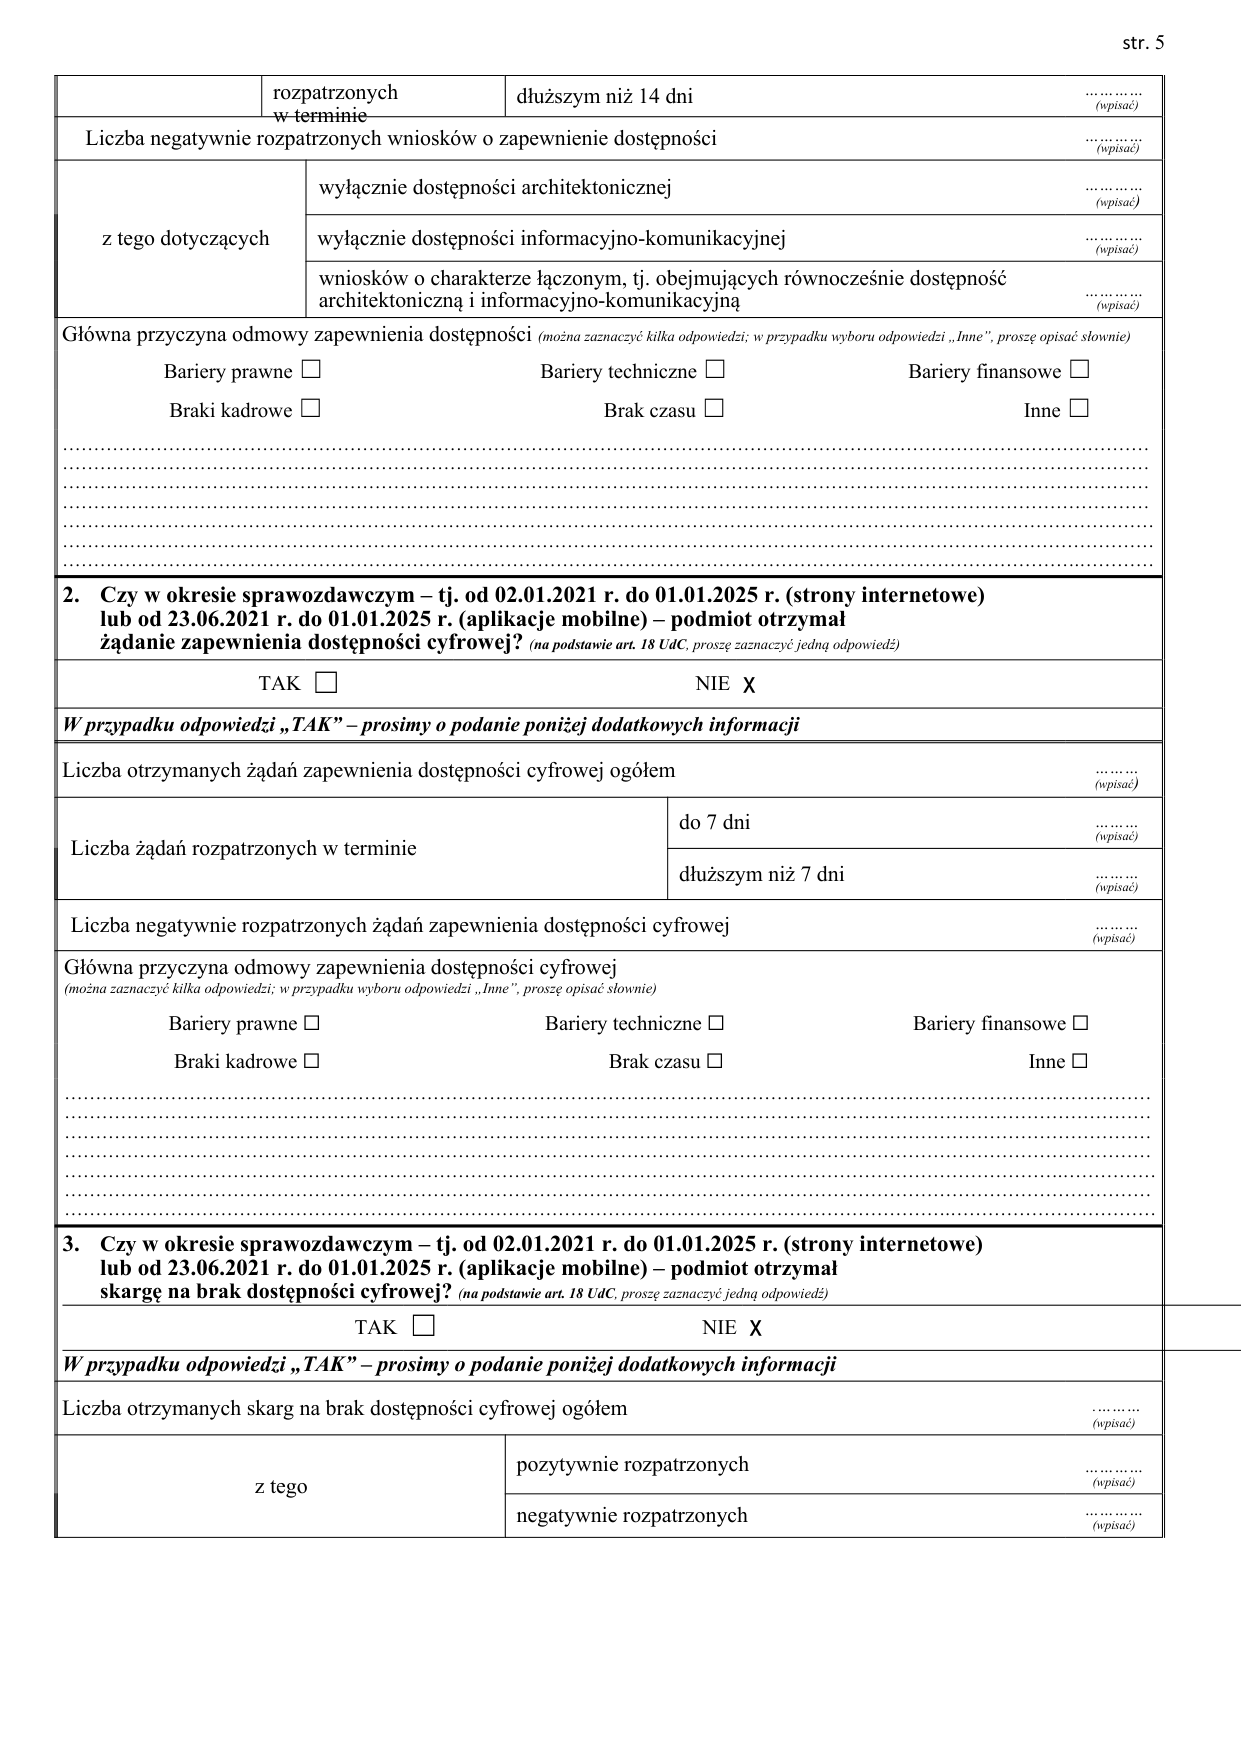 str. 5
rozpatrzonych
w terminie
dłuższym niż 14 dni
…………
(wpisać)
Liczba negatywnie rozpatrzonych wniosków o zapewnienie dostępności
…………
(wpisać)
z tego dotyczących
wyłącznie dostępności architektonicznej
…………
(wpisać)
wyłącznie dostępności informacyjno-komunikacyjnej
…………
(wpisać)
wniosków o charakterze łączonym, tj. obejmujących równocześnie dostępność
architektoniczną i informacyjno-komunikacyjną
…………
(wpisać)
Główna przyczyna odmowy zapewnienia dostępności (można zaznaczyć kilka odpowiedzi; w przypadku wyboru odpowiedzi „Inne”, proszę opisać słownie)
Bariery prawne ☐ Bariery techniczne ☐ Bariery finansowe ☐
Braki kadrowe ☐ Brak czasu ☐ Inne ☐
2. Czy w okresie sprawozdawczym – tj. od 02.01.2021 r. do 01.01.2025 r. (strony internetowe)
lub od 23.06.2021 r. do 01.01.2025 r. (aplikacje mobilne) – podmiot otrzymał
żądanie zapewnienia dostępności cyfrowej? (na podstawie art. 18 UdC, proszę zaznaczyć jedną odpowiedź)
TAK ☐ NIE X
W przypadku odpowiedzi „TAK” – prosimy o podanie poniżej dodatkowych informacji
Liczba otrzymanych żądań zapewnienia dostępności cyfrowej ogółem
………
(wpisać)
Liczba żądań rozpatrzonych w terminie
do 7 dni
………
(wpisać)
dłuższym niż 7 dni
………
(wpisać)
Liczba negatywnie rozpatrzonych żądań zapewnienia dostępności cyfrowej
………
(wpisać)
Główna przyczyna odmowy zapewnienia dostępności cyfrowej
(można zaznaczyć kilka odpowiedzi; w przypadku wyboru odpowiedzi „Inne”, proszę opisać słownie)
Bariery prawne ☐ Bariery techniczne ☐ Bariery finansowe ☐
Braki kadrowe ☐ Brak czasu ☐ Inne ☐
3. Czy w okresie sprawozdawczym – tj. od 02.01.2021 r. do 01.01.2025 r. (strony internetowe)
lub od 23.06.2021 r. do 01.01.2025 r. (aplikacje mobilne) – podmiot otrzymał
skargę na brak dostępności cyfrowej? (na podstawie art. 18 UdC, proszę zaznaczyć jedną odpowiedź)
TAK ☐ NIE X
W przypadku odpowiedzi „TAK” – prosimy o podanie poniżej dodatkowych informacji
Liczba otrzymanych skarg na brak dostępności cyfrowej ogółem
.………
(wpisać)
z tego
pozytywnie rozpatrzonych
…………
(wpisać)
negatywnie rozpatrzonych
…………
(wpisać)